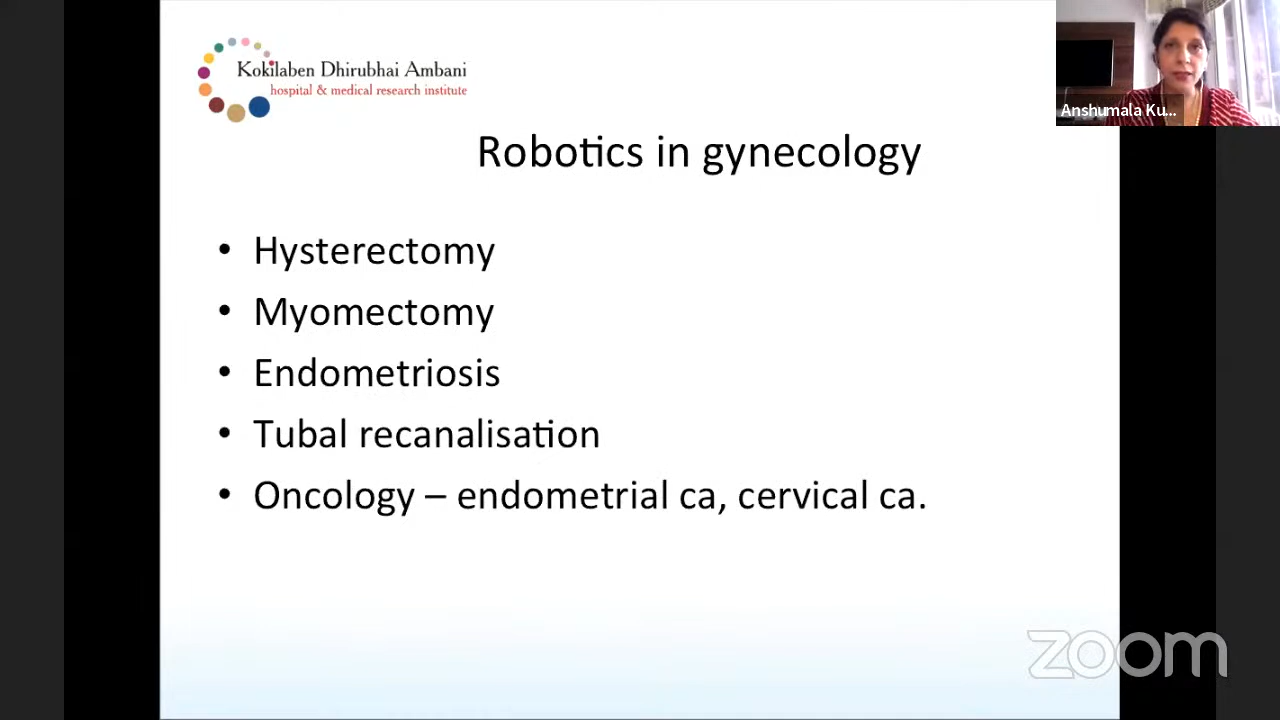 Kokilaben Dhirubhai Ambani
hospital & medical research institute
Anshumala Ku...
Robotics in gynecology
• Hysterectomy
• Myomectomy
• Endometriosis
• Tubal recanalisation
• Oncology – endometrial ca, cervical ca.
zoom